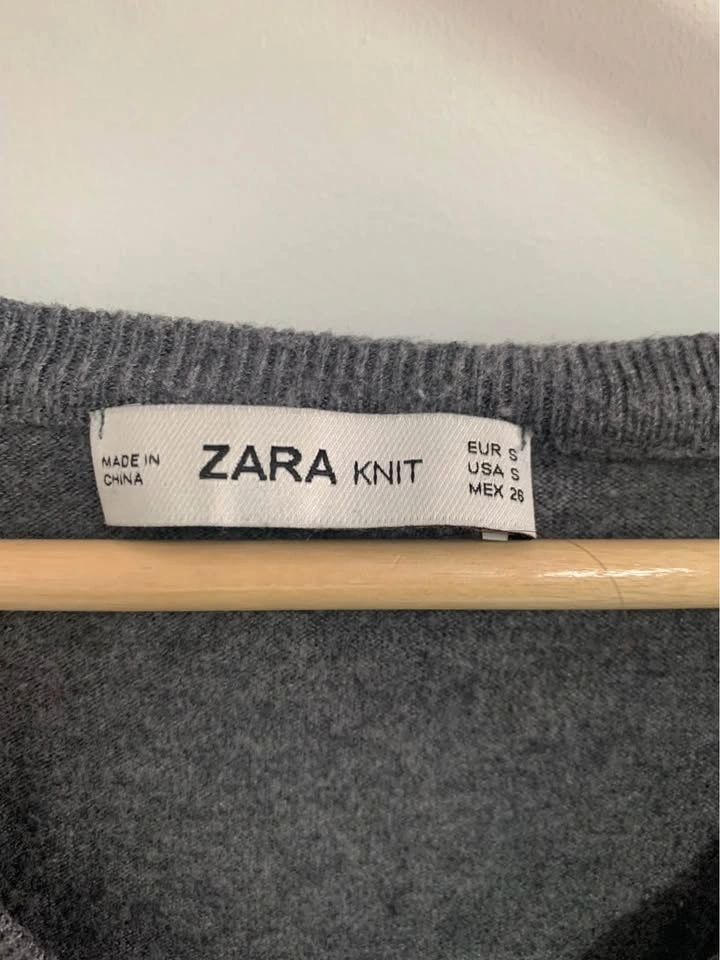 MADE IN
CHINA
ZARA KNIT
EUR S
USA S
MEX 26